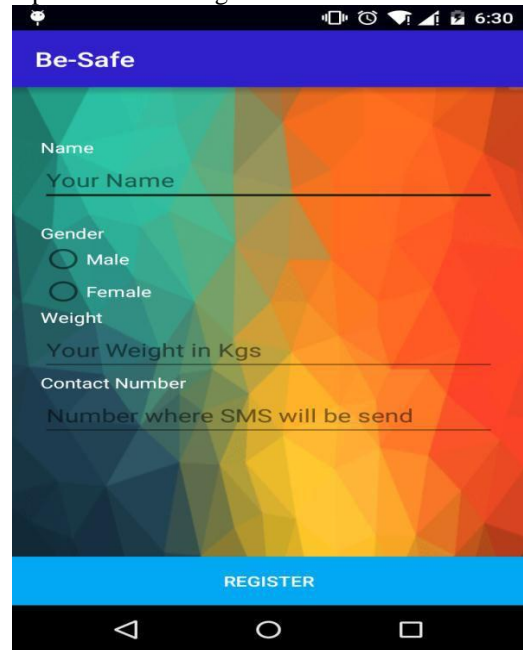 6:30
Be-Safe
Name
Your Name
Gender
Male
Female
Weight
Your Weight in Kgs
Contact Number
Number where SMS will be send
REGISTER